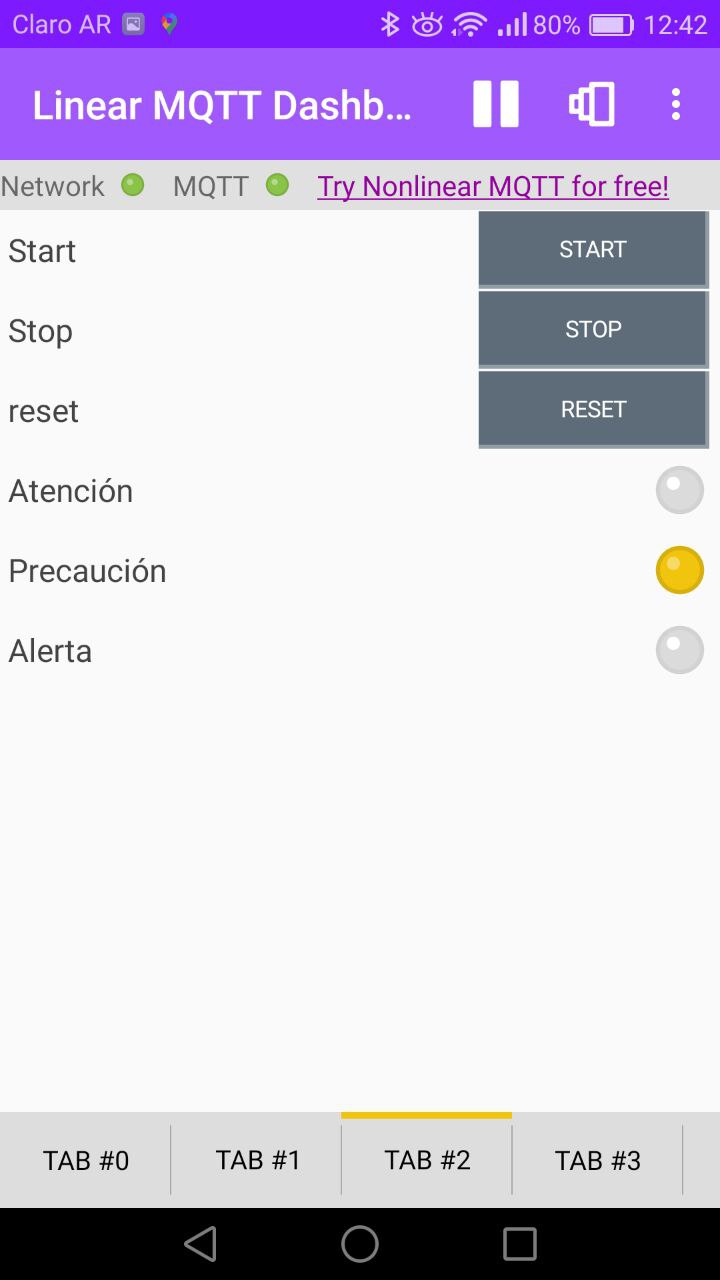 Claro AR 80% 12:42
Linear MQTT Dashb...
Network MQTT Try Nonlinear MQTT for free!
Start START
Stop STOP
reset RESET
Atención
Precaución
Alerta
TAB #0 TAB #1 TAB #2 TAB #3